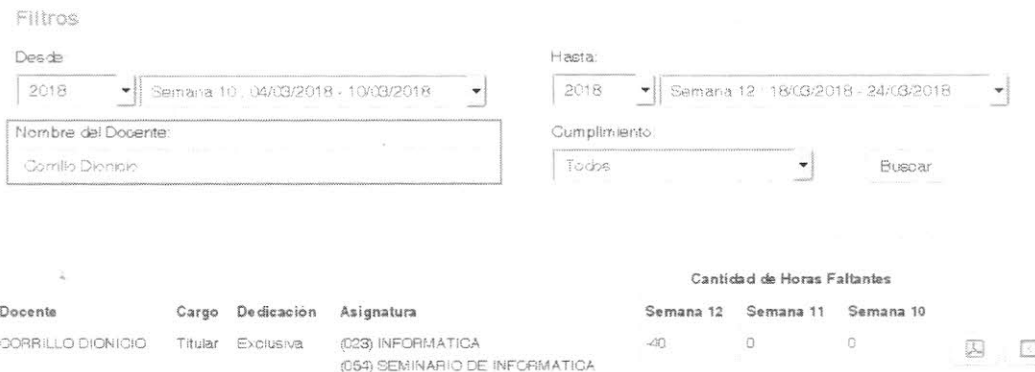 Filtros
Desde:
Hasta:
2018
Semana 10 : 04/03/2018 - 10/03/2018
2018
Semana 12 : 18/03/2018 - 24/03/2018
Nombre del Docente:
Cumplimiento:
Corrillo Dionicio
Todos
Buscar
Cantidad de Horas Faltantes
Docente Cargo Dedicación Asignatura Semana 12 Semana 11 Semana 10
CORRILLO DIONICIO Titular Exclusiva (023) INFORMATICA -40 0 0
(054) SEMINARIO DE INFORMATICA